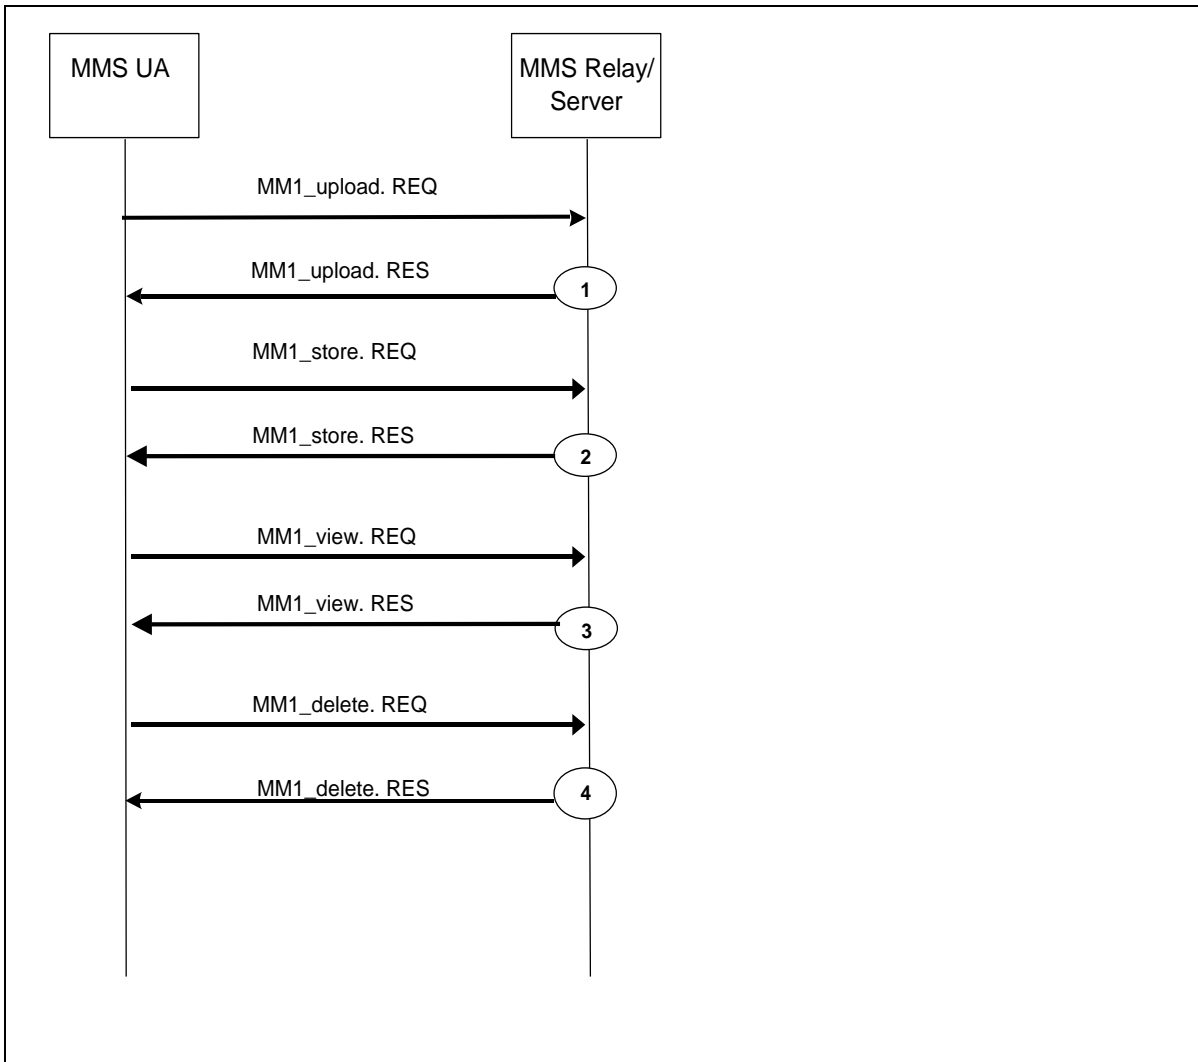 MMS UA
MMS Relay/
Server
MM1_upload. REQ
MM1_upload. RES
1
MM1_store. REQ
MM1_store. RES
2
MM1_view. REQ
MM1_view. RES
3
MM1_delete. REQ
MM1_delete. RES
4